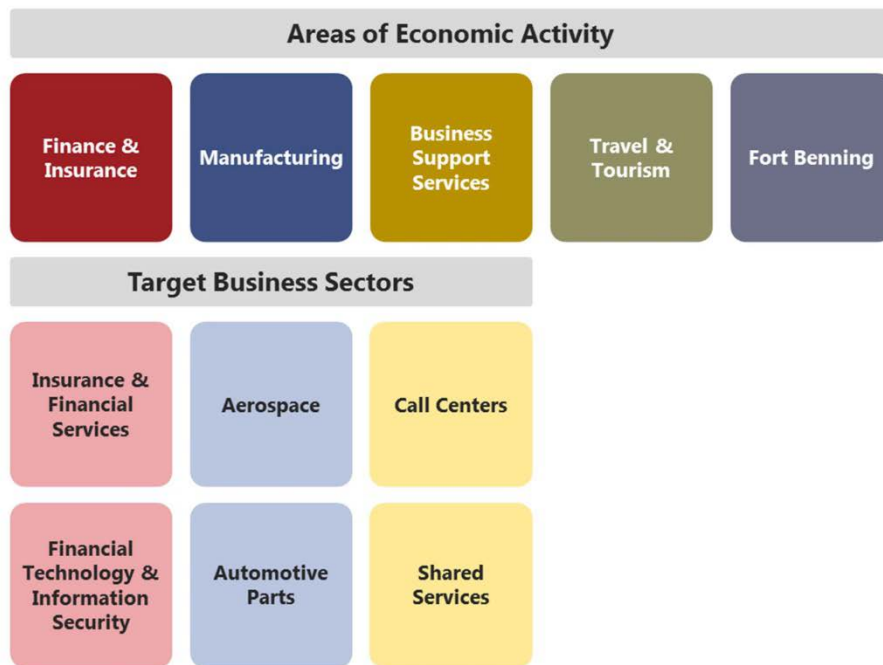 Areas of Economic Activity
Finance &
Insurance
Manufacturing
Business
Support
Services
Travel &
Tourism
Fort Benning
Target Business Sectors
Insurance &
Financial
Services
Aerospace
Call Centers
Financial
Technology &
Information
Security
Automotive
Parts
Shared
Services